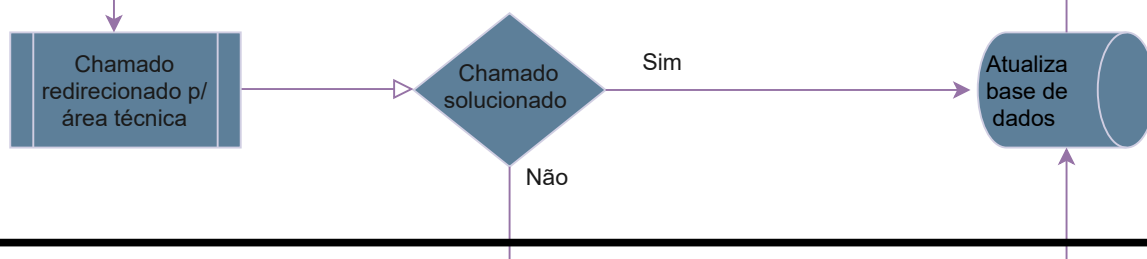 Chamado
redirecionado p/
área técnica
Chamado
solucionado
Sim
Não
Atualiza
base de
dados